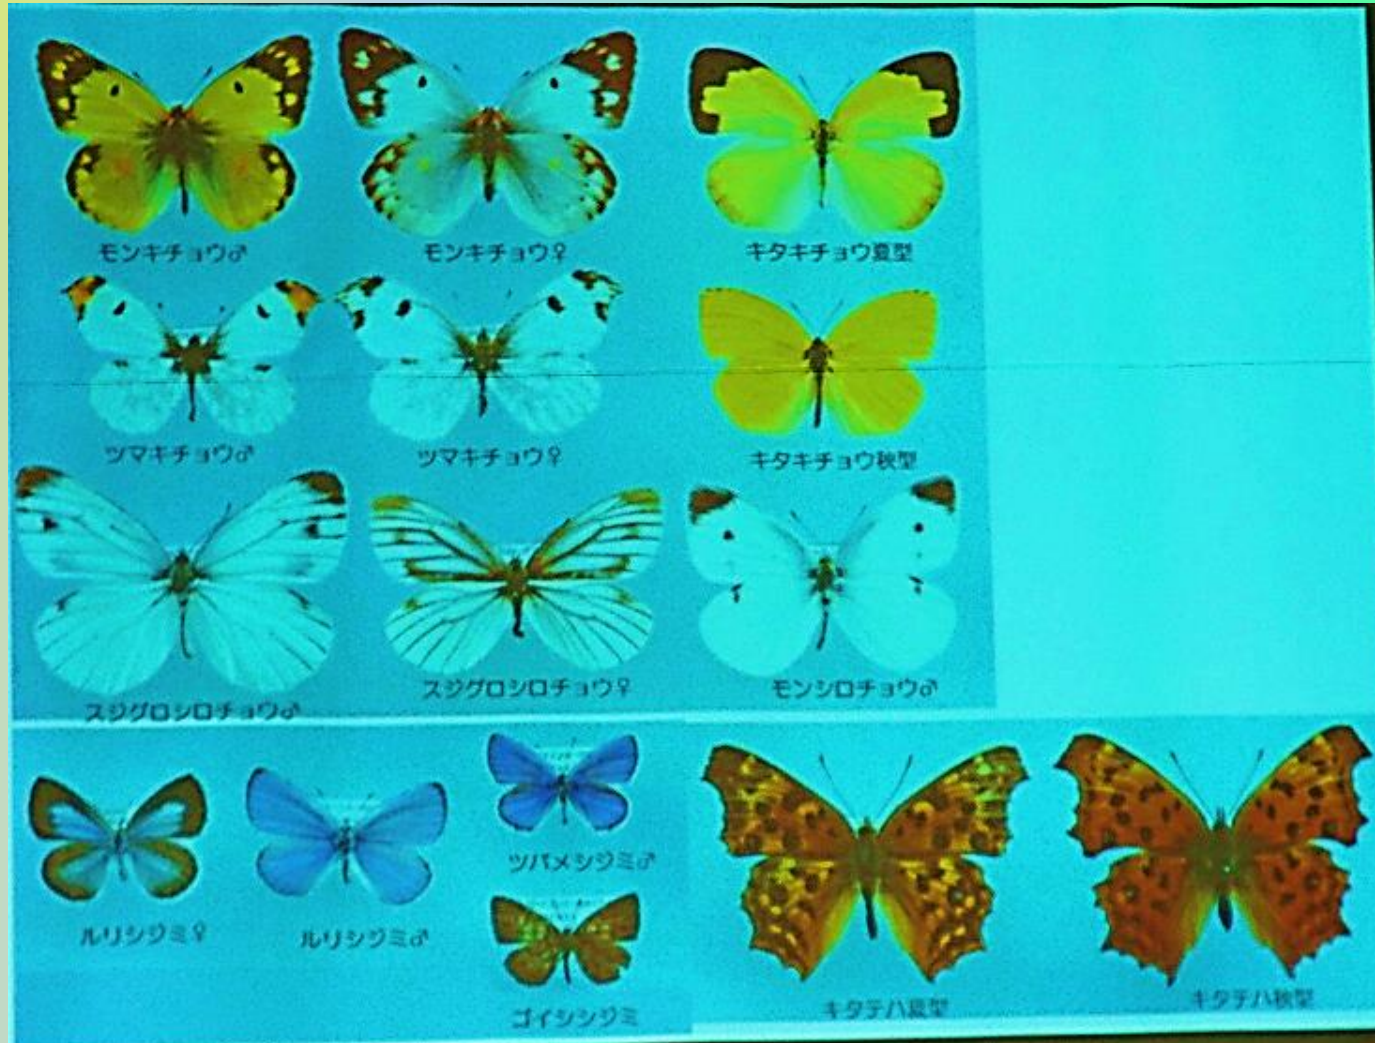 モンキチョウ♂
モンキチョウ♀
キタキチョウ夏型
ツマキチョウ♂
ツマキチョウ♀
キタキチョウ秋型
スジグロシロチョウ♂
スジグロシロチョウ♀
モンシロチョウ♂
ルリシジミ♀
ルリシジミ♂
ツバメシジミ♂
ゴイシシジミ
キタテハ夏型
キタテハ秋型